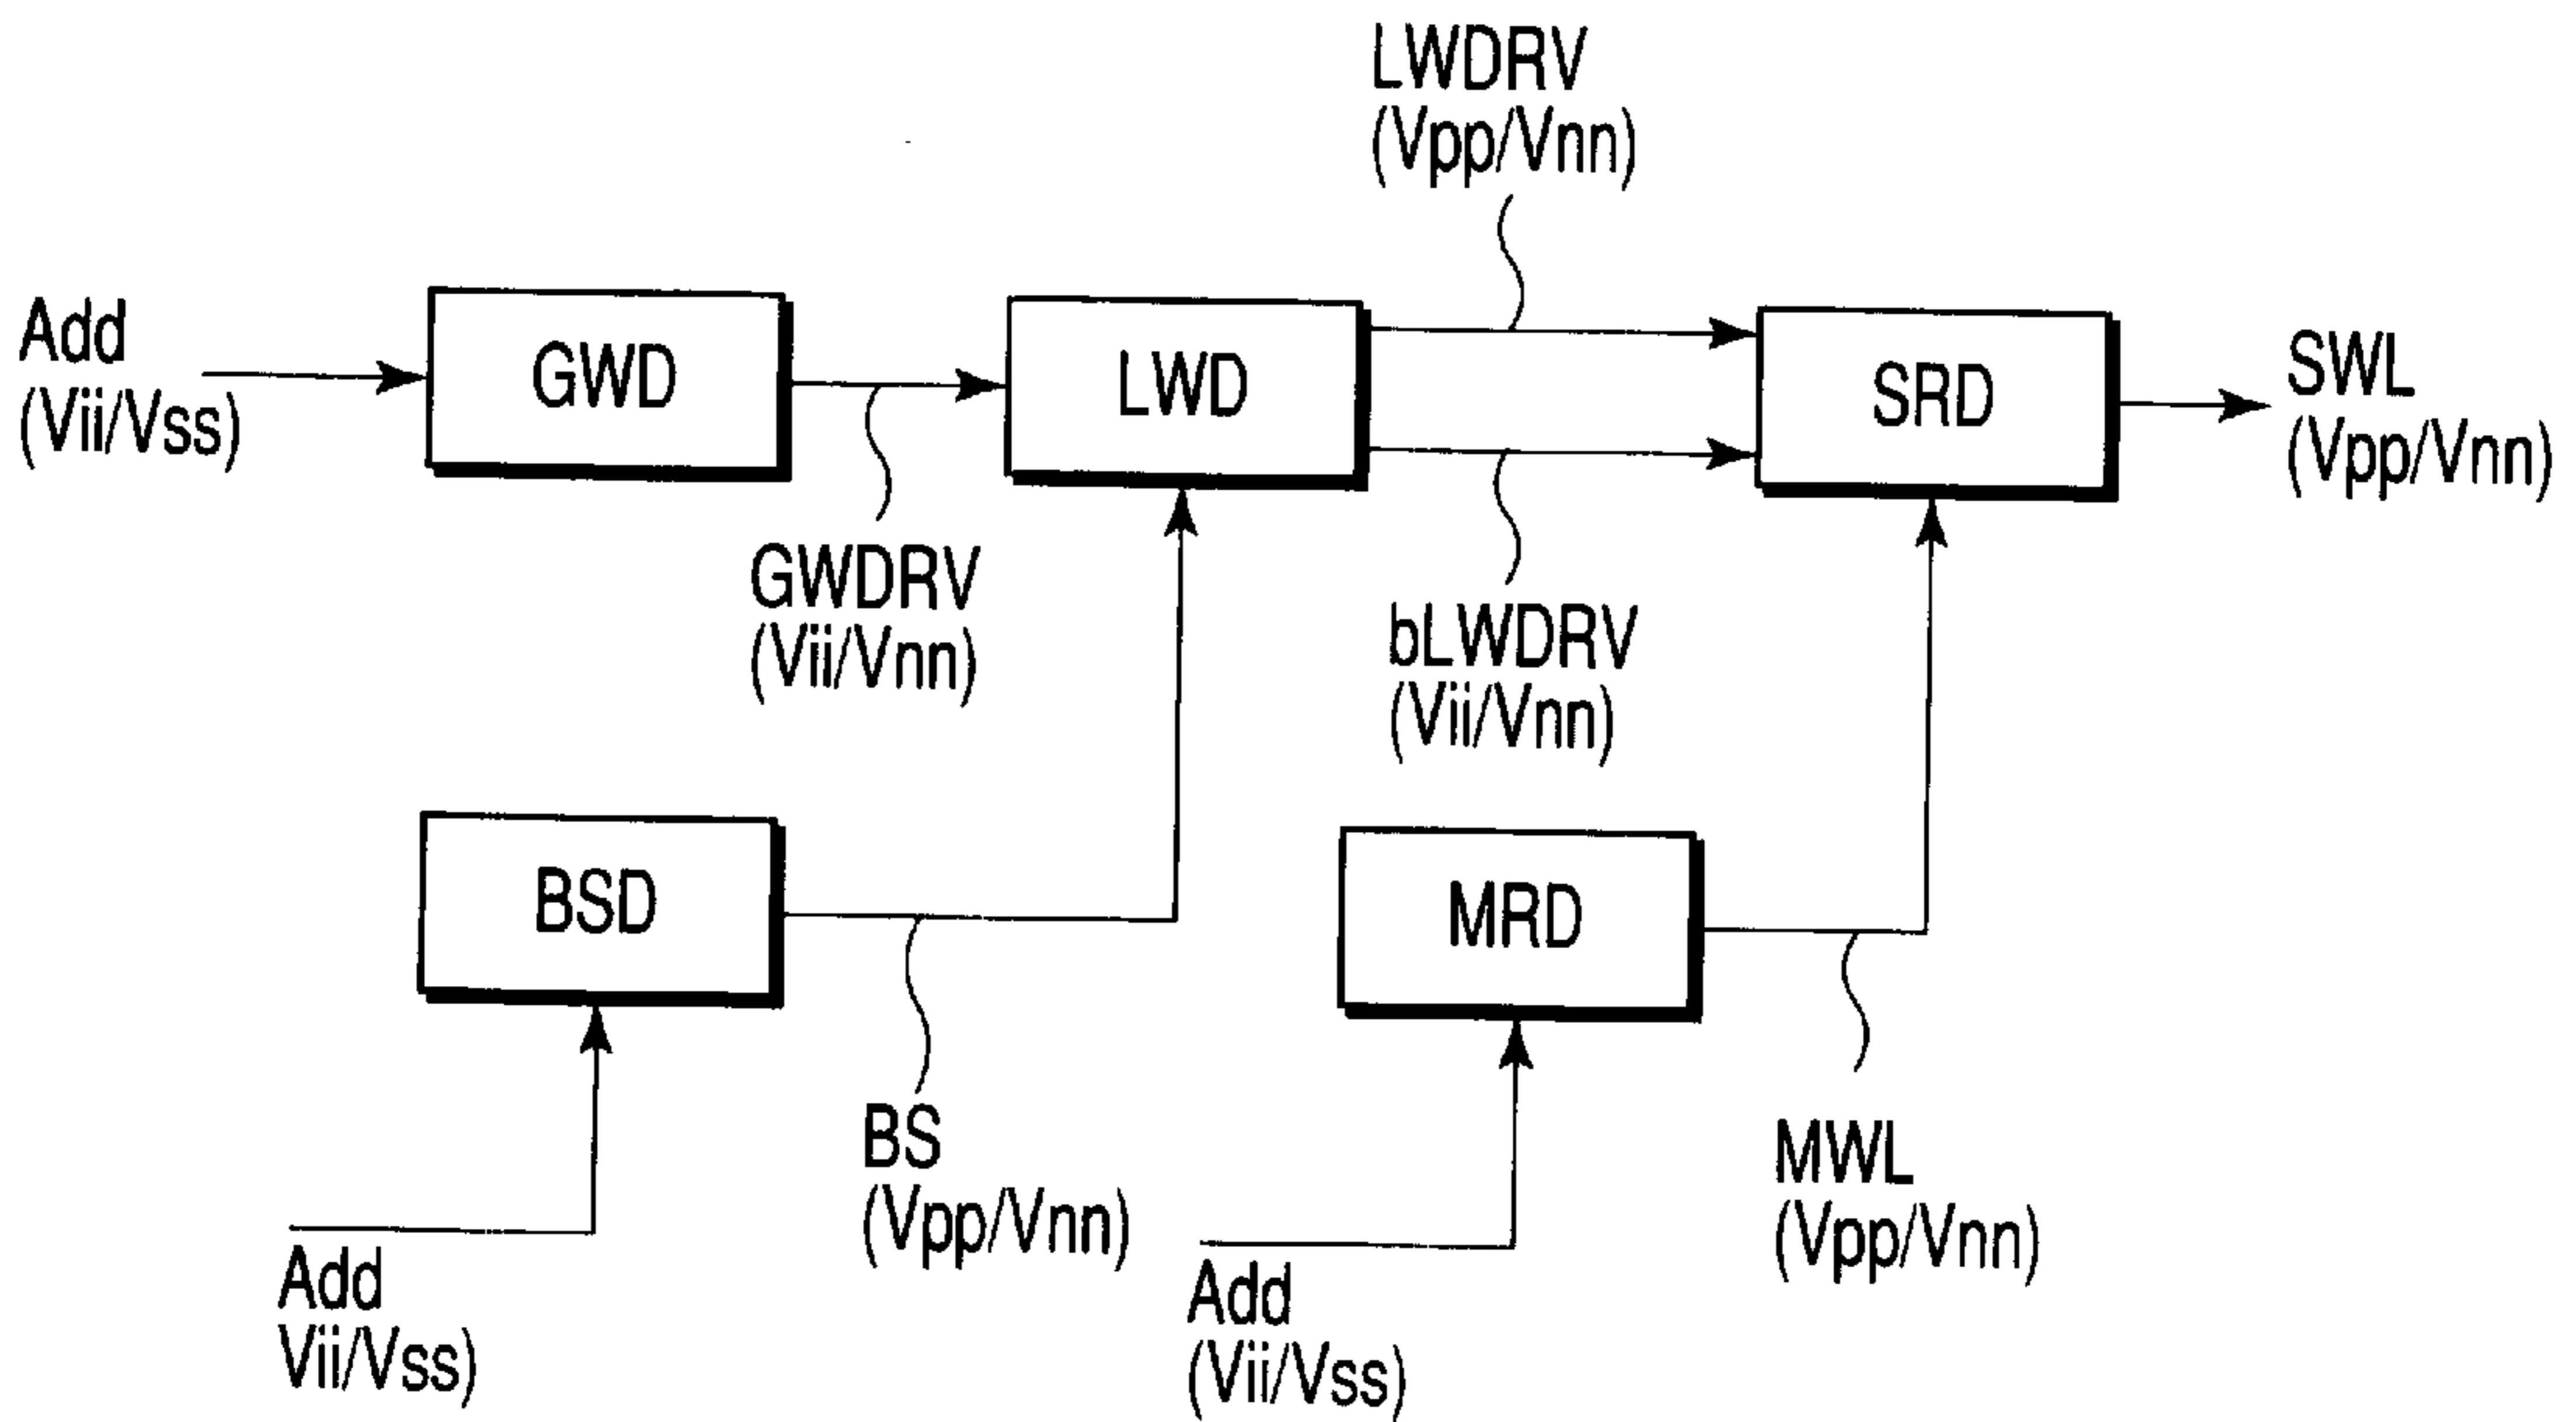 LWDRV
(Vpp/Vnn)
Add
(Vii/Vss)
GWD
LWD
SRD
SWL
(Vpp/Vnn)
GWDRV
(Vii/Vnn)
bLWDRV
(Vii/Vnn)
BSD
MRD
BS
(Vpp/Vnn)
MWL
(Vpp/Vnn)
Add
Vii/Vss)
Add
(Vii/Vss)